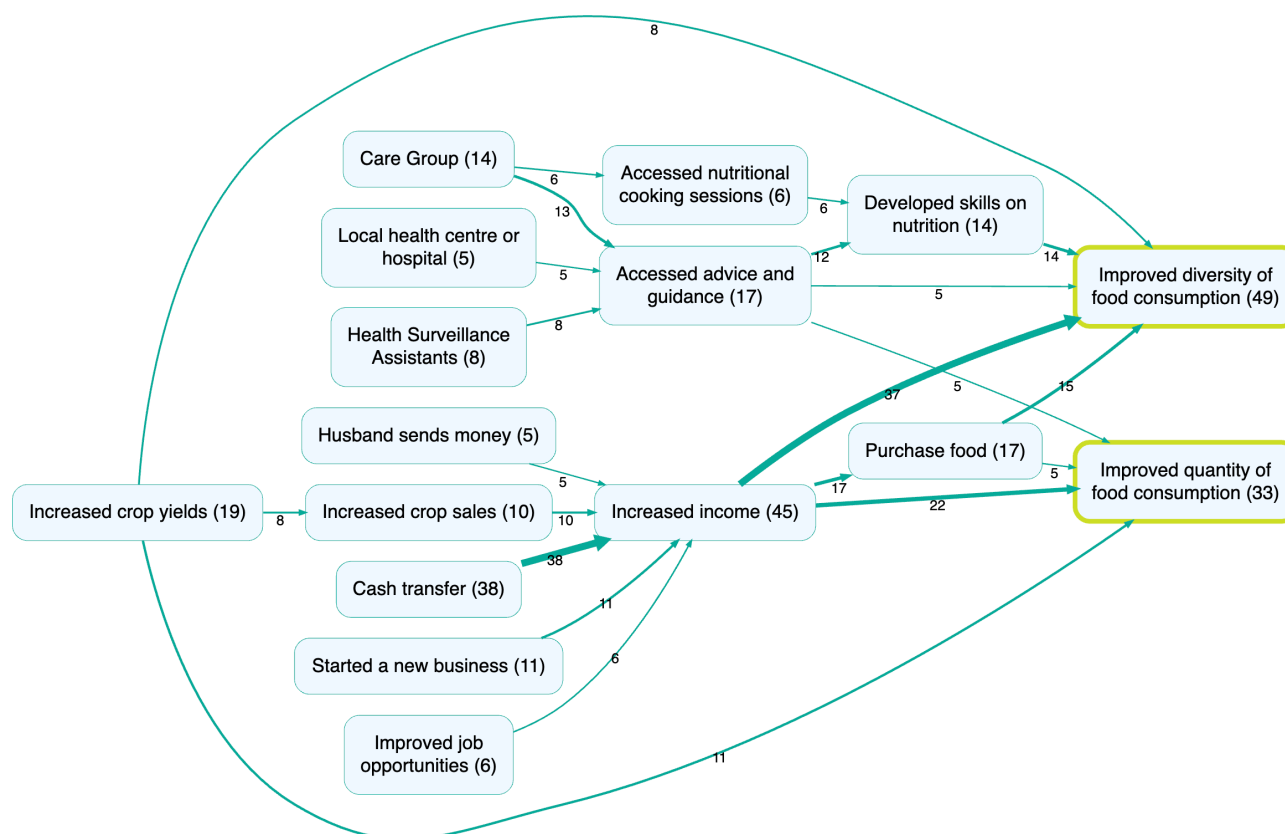 8
Care Group (14)
6
13
Accessed nutritional
cooking sessions (6)
6
Developed skills on
nutrition (14)
14
Local health centre or
hospital (5)
5
Accessed advice and
guidance (17)
12
5
5
Improved diversity of
food consumption (49)
Health Surveillance
Assistants (8)
8
37
15
Husband sends money (5)
5
Purchase food (17)
5
Improved quantity of
food consumption (33)
Increased crop yields (19)
8
Increased crop sales (10)
10
Increased income (45)
17
22
Cash transfer (38)
38
Started a new business (11)
11
Improved job
opportunities (6)
6
11